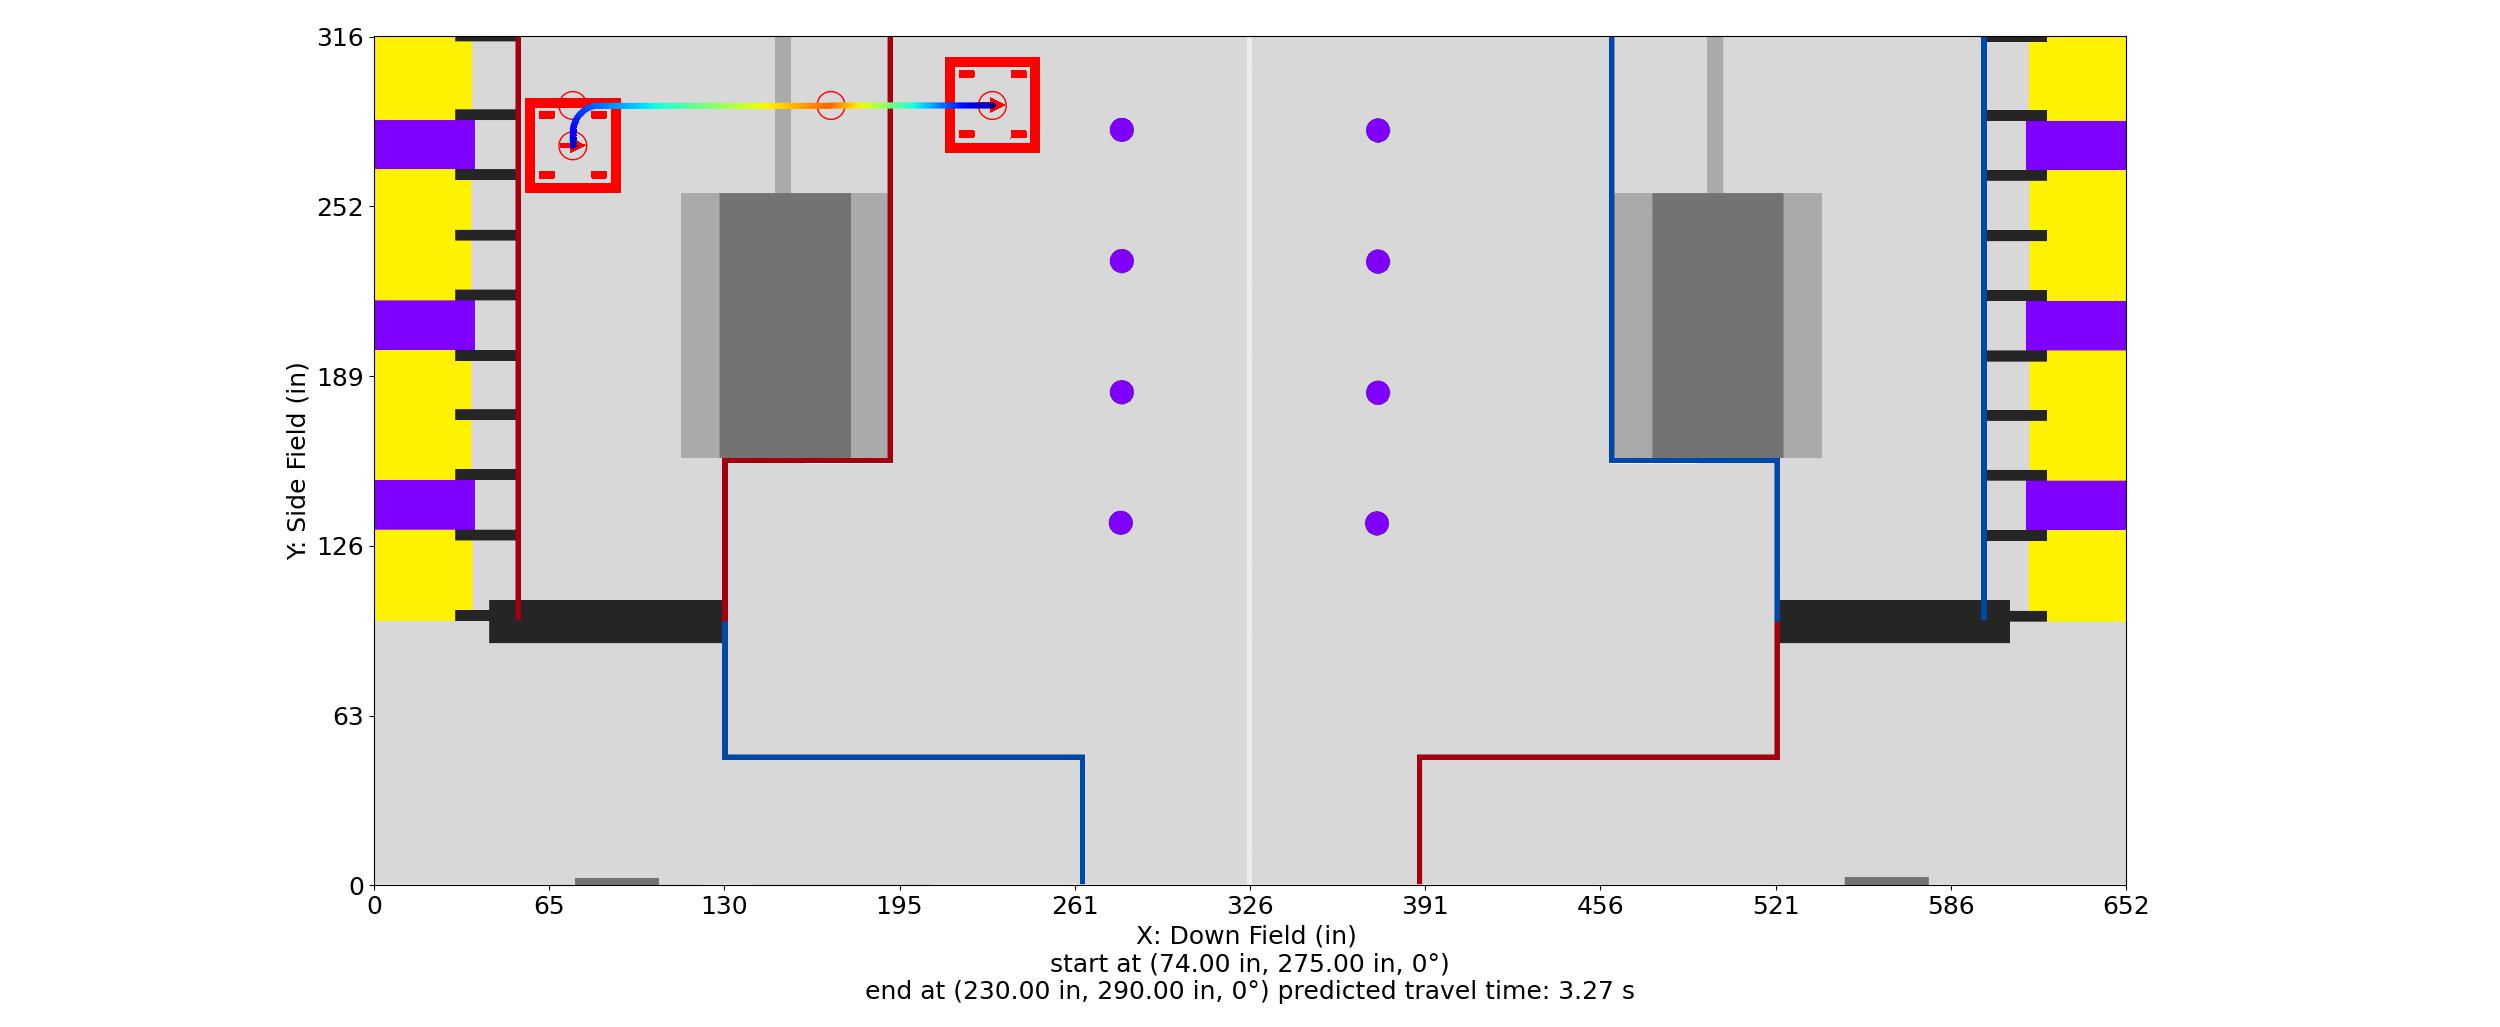 316
252
189
126
63
0
Y: Side Field (in)
0 65 130 195 261 326 391 456 521 586 652
X: Down Field (in)
start at (74.00 in, 275.00 in, 0°)
end at (230.00 in, 290.00 in, 0°) predicted travel time: 3.27 s